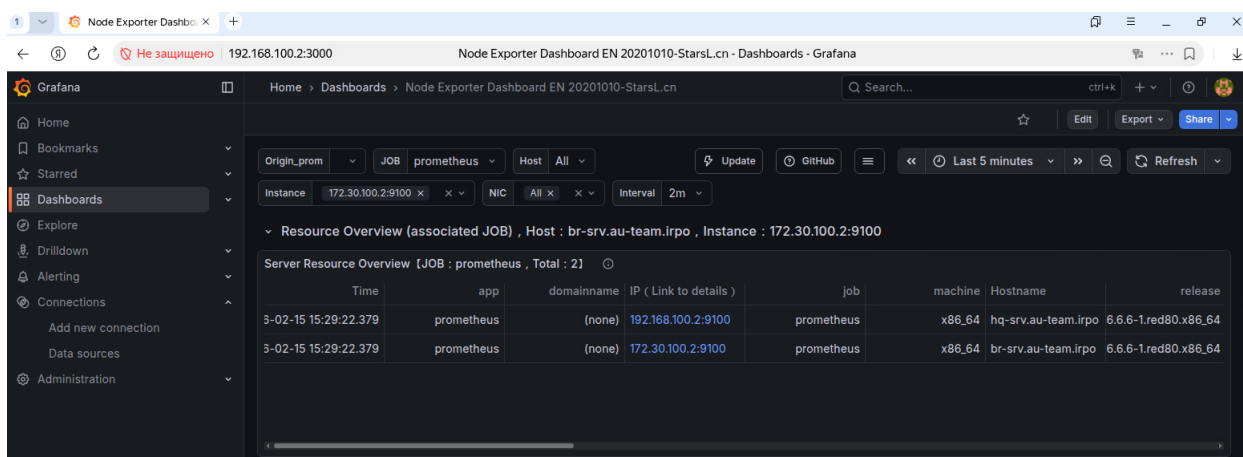 1 Node Exporter Dashbo
Не защищено 192.168.100.2:3000 Node Exporter Dashboard EN 20201010-StarsL.cn - Dashboards - Grafana
Grafana Home › Dashboards › Node Exporter Dashboard EN 20201010-StarsL.cn Search... ctrl+k
Home Edit Export Share
Bookmarks
Starred
Dashboards
Explore
Drilldown
Alerting
Connections
Add new connection
Data sources
Administration
Origin_prom JOB prometheus Host All Update GitHub Last 5 minutes Refresh
Instance 172.30.100.2:9100 NIC All Interval 2m
Resource Overview (associated JOB) , Host : br-srv.au-team.irpo , Instance : 172.30.100.2:9100
Server Resource Overview【JOB : prometheus , Total : 2】
Time app domainname IP ( Link to details ) job machine Hostname release
6-02-15 15:29:22.379 prometheus (none) 192.168.100.2:9100 prometheus x86_64 hq-srv.au-team.irpo 6.6.6-1.red80.x86_64
6-02-15 15:29:22.379 prometheus (none) 172.30.100.2:9100 prometheus x86_64 br-srv.au-team.irpo 6.6.6-1.red80.x86_64